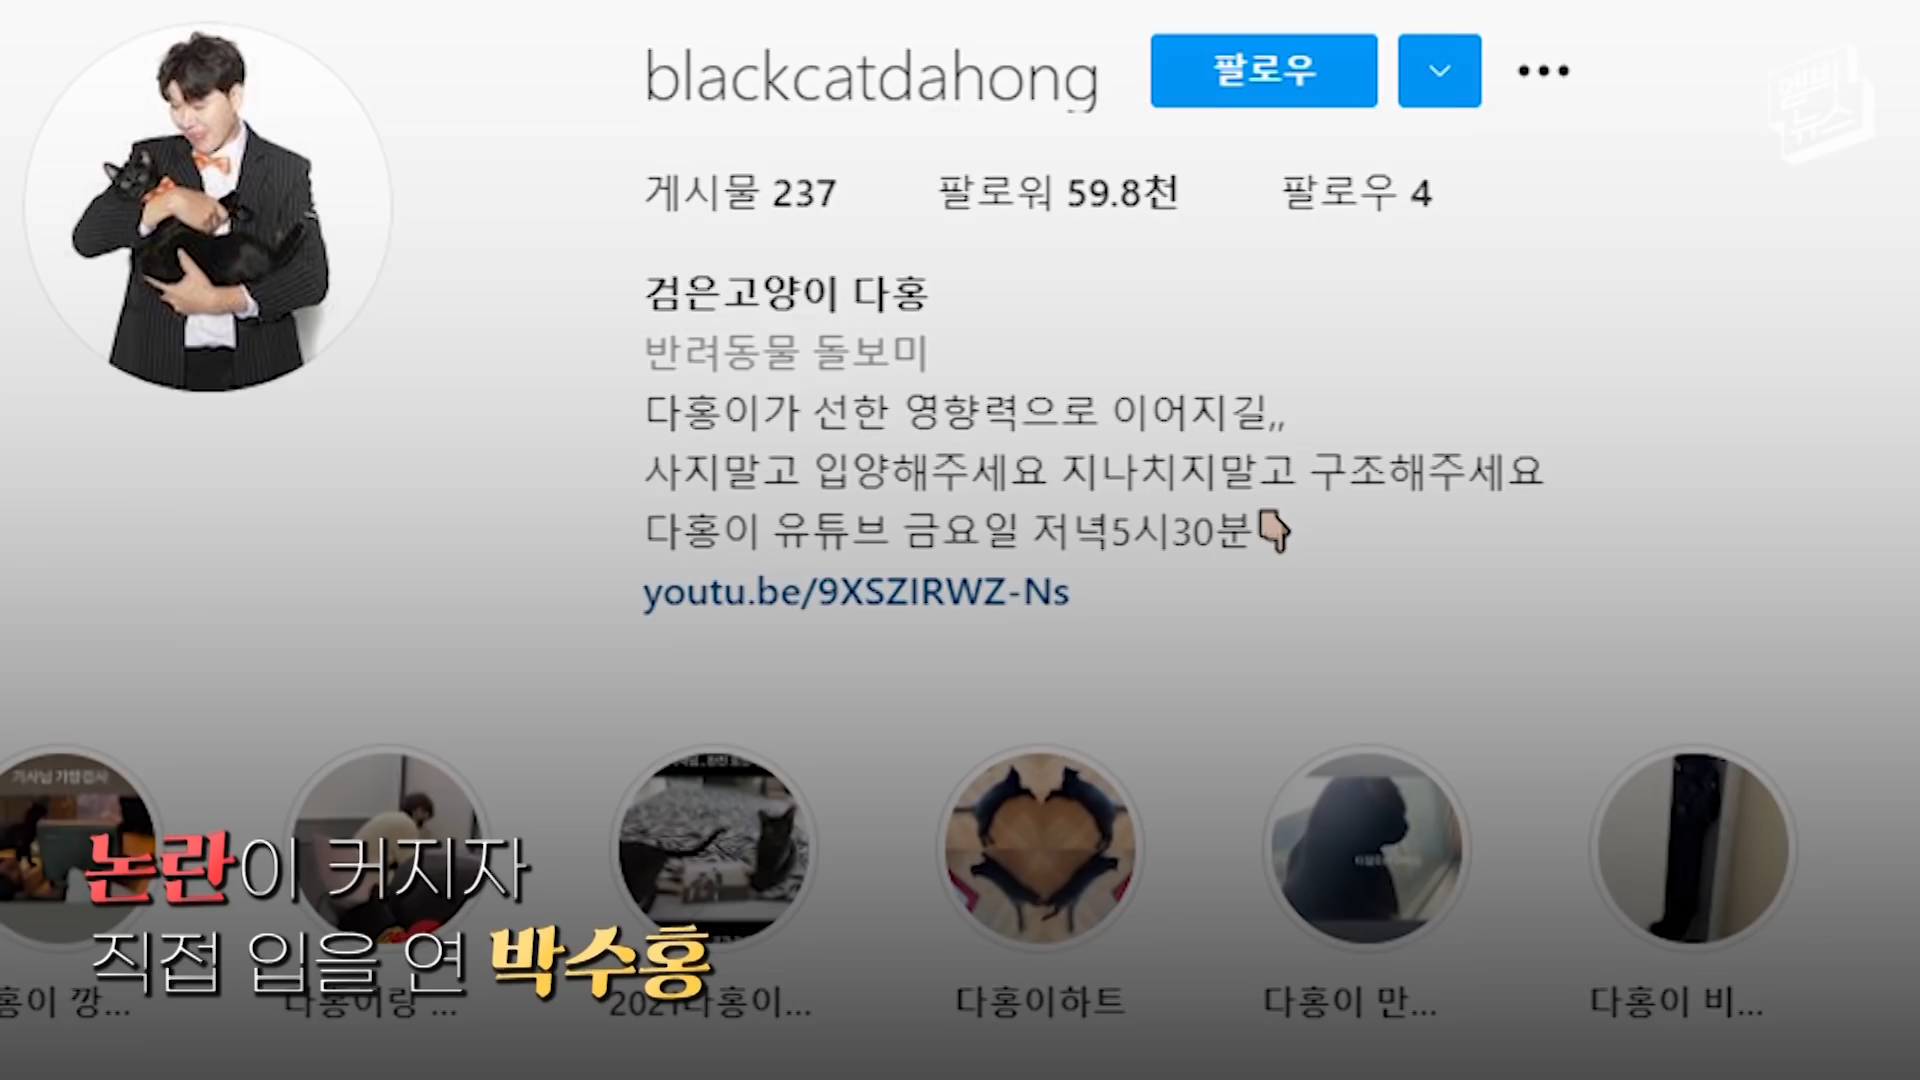 blackcatdahong 팔로우
엠빅
뉴스
게시물 237 팔로워 59.8천 팔로우 4
검은고양이 다홍
반려동물 돌보미
다홍이가 선한 영향력으로 이어지길,,
사지말고 입양해주세요 지나치지말고 구조해주세요
다홍이 유튜브 금요일 저녁5시30분👇🏻
youtu.be/9XSZIRWZ-Ns
논란이 커지자
직접 입을 연 박수홍
홍이 깡... 다홍이랑 ... 2021다홍이... 다홍이하트 다홍이 만... 다홍이 비...